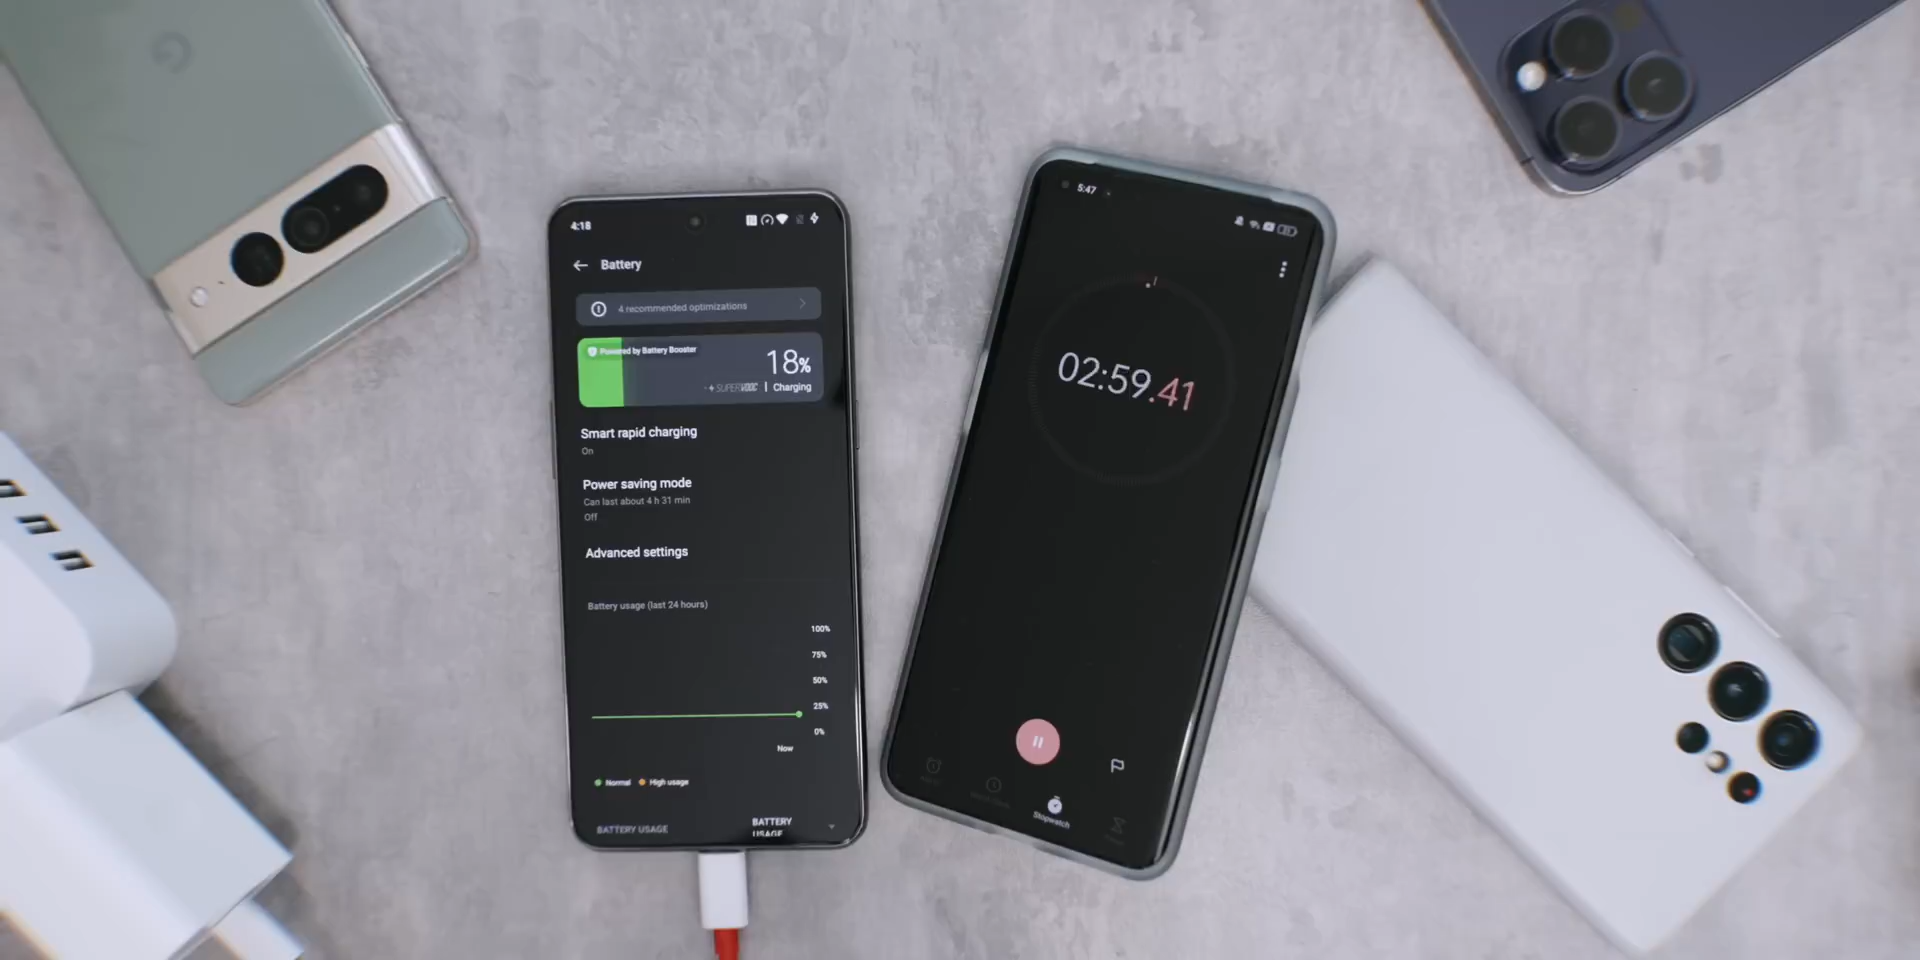 4:18
Battery
4 recommended optimizations
Powered by Battery Booster
18%
SUPERVOOC | Charging
Smart rapid charging
On
Power saving mode
Can last about 4 h 31 min
Off
Advanced settings
Battery usage (last 24 hours)
100%
75%
50%
25%
0%
Now
Normal
High usage
BATTERY USAGE
BATTERY
USAGE
5:47
02:59.41
Stopwatch